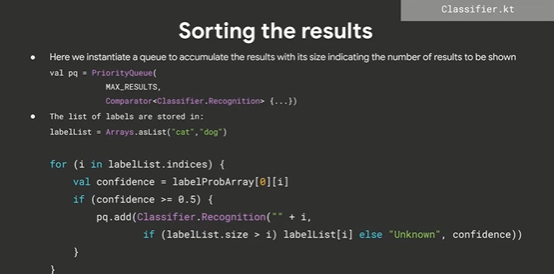 Classifier.kt
Sorting the results
● Here we instantiate a queue to accumulate the results with its size indicating the number of results to be shown
val pq = PriorityQueue(
MAX_RESULTS,
Comparator<Classifier.Recognition> {...})
● The list of labels are stored in:
labelList = Arrays.asList("cat","dog")
for (i in labelList.indices) {
val confidence = labelProbArray[0][i]
if (confidence >= 0.5) {
pq.add(Classifier.Recognition("" + i,
if (labelList.size > i) labelList[i] else "Unknown", confidence))
}
}